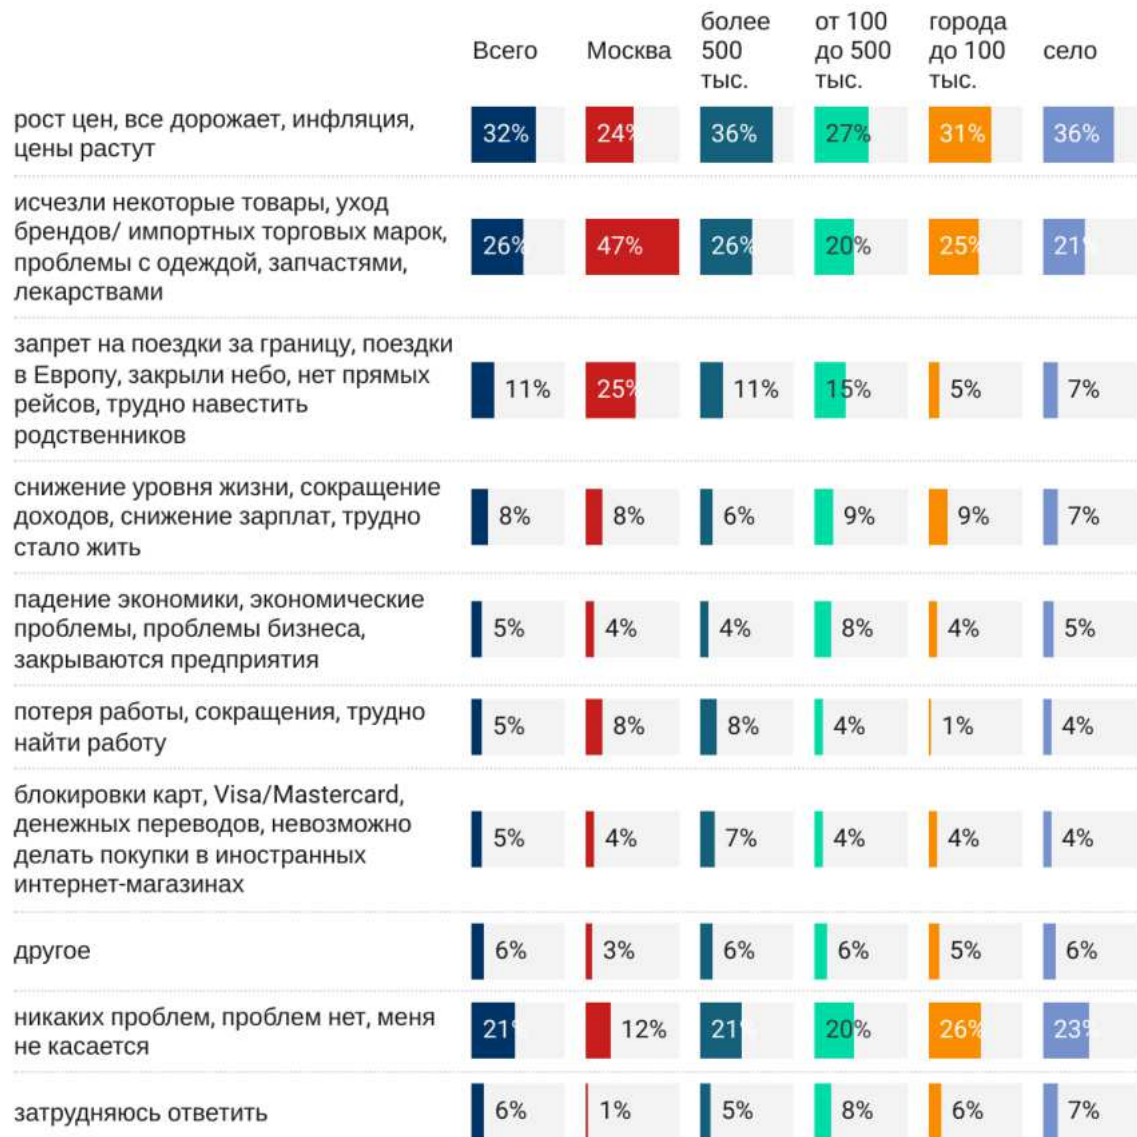 Всего Москва более 500 тыс. от 100 до 500 тыс. города до 100 тыс. село
рост цен, все дорожает, инфляция,
цены растут
32% 24% 36% 27% 31% 36%
исчезли некоторые товары, уход
брендов/ импортных торговых марок,
проблемы с одеждой, запчастями,
лекарствами
26% 47% 26% 20% 25% 21%
запрет на поездки за границу, поездки
в Европу, закрыли небо, нет прямых
рейсов, трудно навестить
родственников
11% 25% 11% 15% 5% 7%
снижение уровня жизни, сокращение
доходов, снижение зарплат, трудно
стало жить
8% 8% 6% 9% 9% 7%
падение экономики, экономические
проблемы, проблемы бизнеса,
закрываются предприятия
5% 4% 4% 8% 4% 5%
потеря работы, сокращения, трудно
найти работу
5% 8% 8% 4% 1% 4%
блокировки карт, Visa/Mastercard,
денежных переводов, невозможно
делать покупки в иностранных
интернет-магазинах
5% 4% 7% 4% 4% 4%
другое
6% 3% 6% 6% 5% 6%
никаких проблем, проблем нет, меня
не касается
21% 12% 21% 20% 26% 23%
затрудняюсь ответить
6% 1% 5% 8% 6% 7%